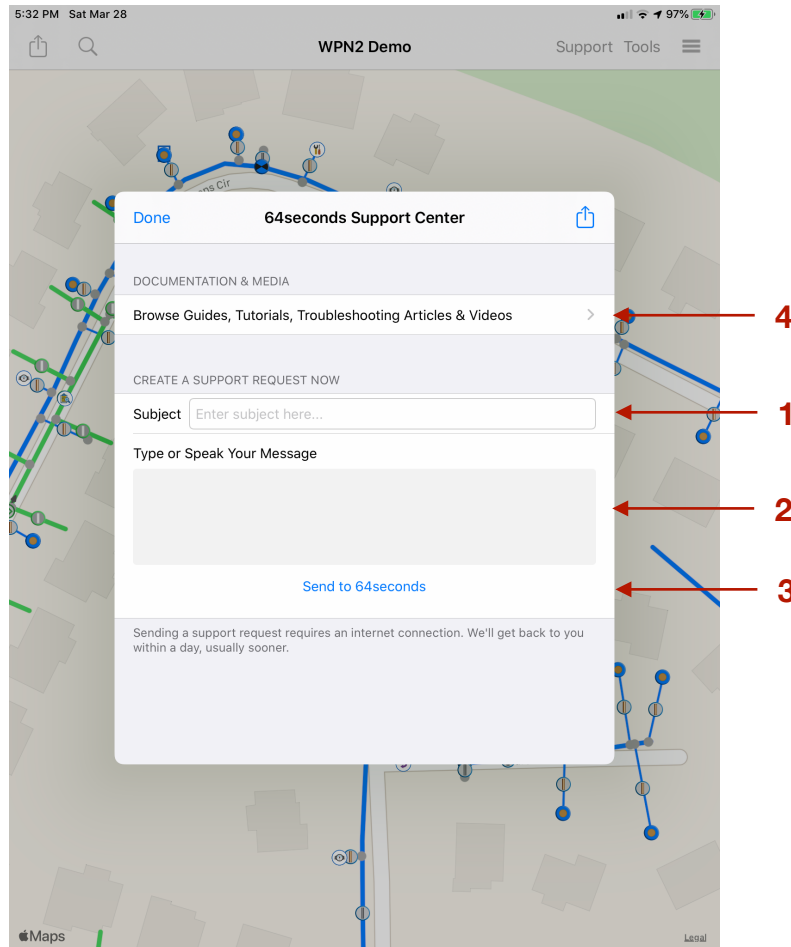 5:32 PM Sat Mar 28
97%
WPN2 Demo
Support Tools
ns Cir
Done
64seconds Support Center
DOCUMENTATION & MEDIA
Browse Guides, Tutorials, Troubleshooting Articles & Videos
4
CREATE A SUPPORT REQUEST NOW
Subject
Enter subject here...
1
Type or Speak Your Message
2
Send to 64seconds
3
Sending a support request requires an internet connection. We'll get back to you
within a day, usually sooner.
Maps
Legal